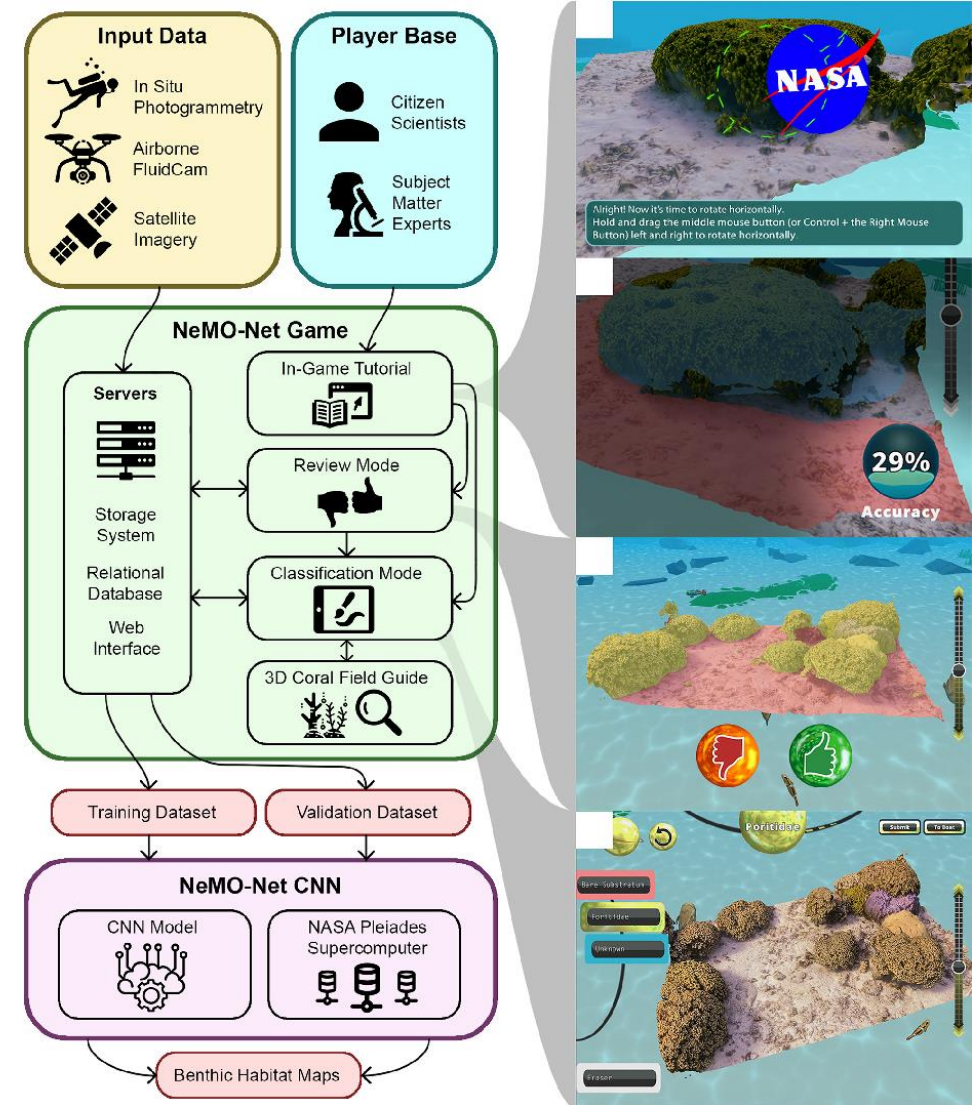 Input Data
In Situ
Photogrammetry
Airborne
FluidCam
Satellite
Imagery
Player Base
Citizen
Scientists
Subject
Matter
Experts
NeMO-Net Game
Servers
Storage
System
Relational
Database
Web
Interface
In-Game Tutorial
Review Mode
Classification Mode
3D Coral Field Guide
Training Dataset
Validation Dataset
NeMO-Net CNN
CNN Model
NASA Pleiades
Supercomputer
Benthic Habitat Maps
NASA
Alright! Now it's time to rotate horizontally.
Hold and drag the middle mouse button (or Control + the Right Mouse
Button) left and right to rotate horizontally.
29%
Accuracy
Poritidae
Submit
To Boat
Bare Substratum
Poritidae
Unknown
Eraser